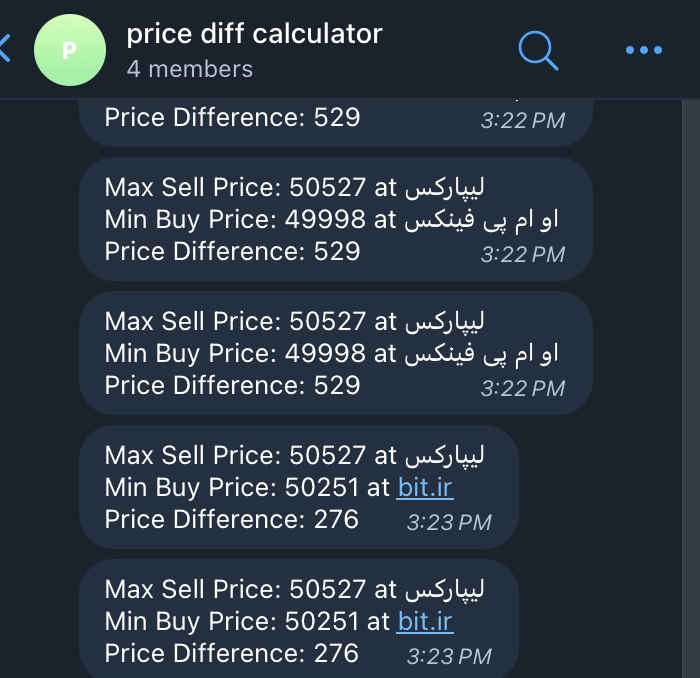 P
price diff calculator
4 members
Price Difference: 529
3:22 PM
Max Sell Price: 50527 at لیپارکس
Min Buy Price: 49998 at او ام پی فینکس
Price Difference: 529
3:22 PM
Max Sell Price: 50527 at لیپارکس
Min Buy Price: 49998 at او ام پی فینکس
Price Difference: 529
3:22 PM
Max Sell Price: 50527 at لیپارکس
Min Buy Price: 50251 at bit.ir
Price Difference: 276
3:23 PM
Max Sell Price: 50527 at لیپارکس
Min Buy Price: 50251 at bit.ir
Price Difference: 276
3:23 PM